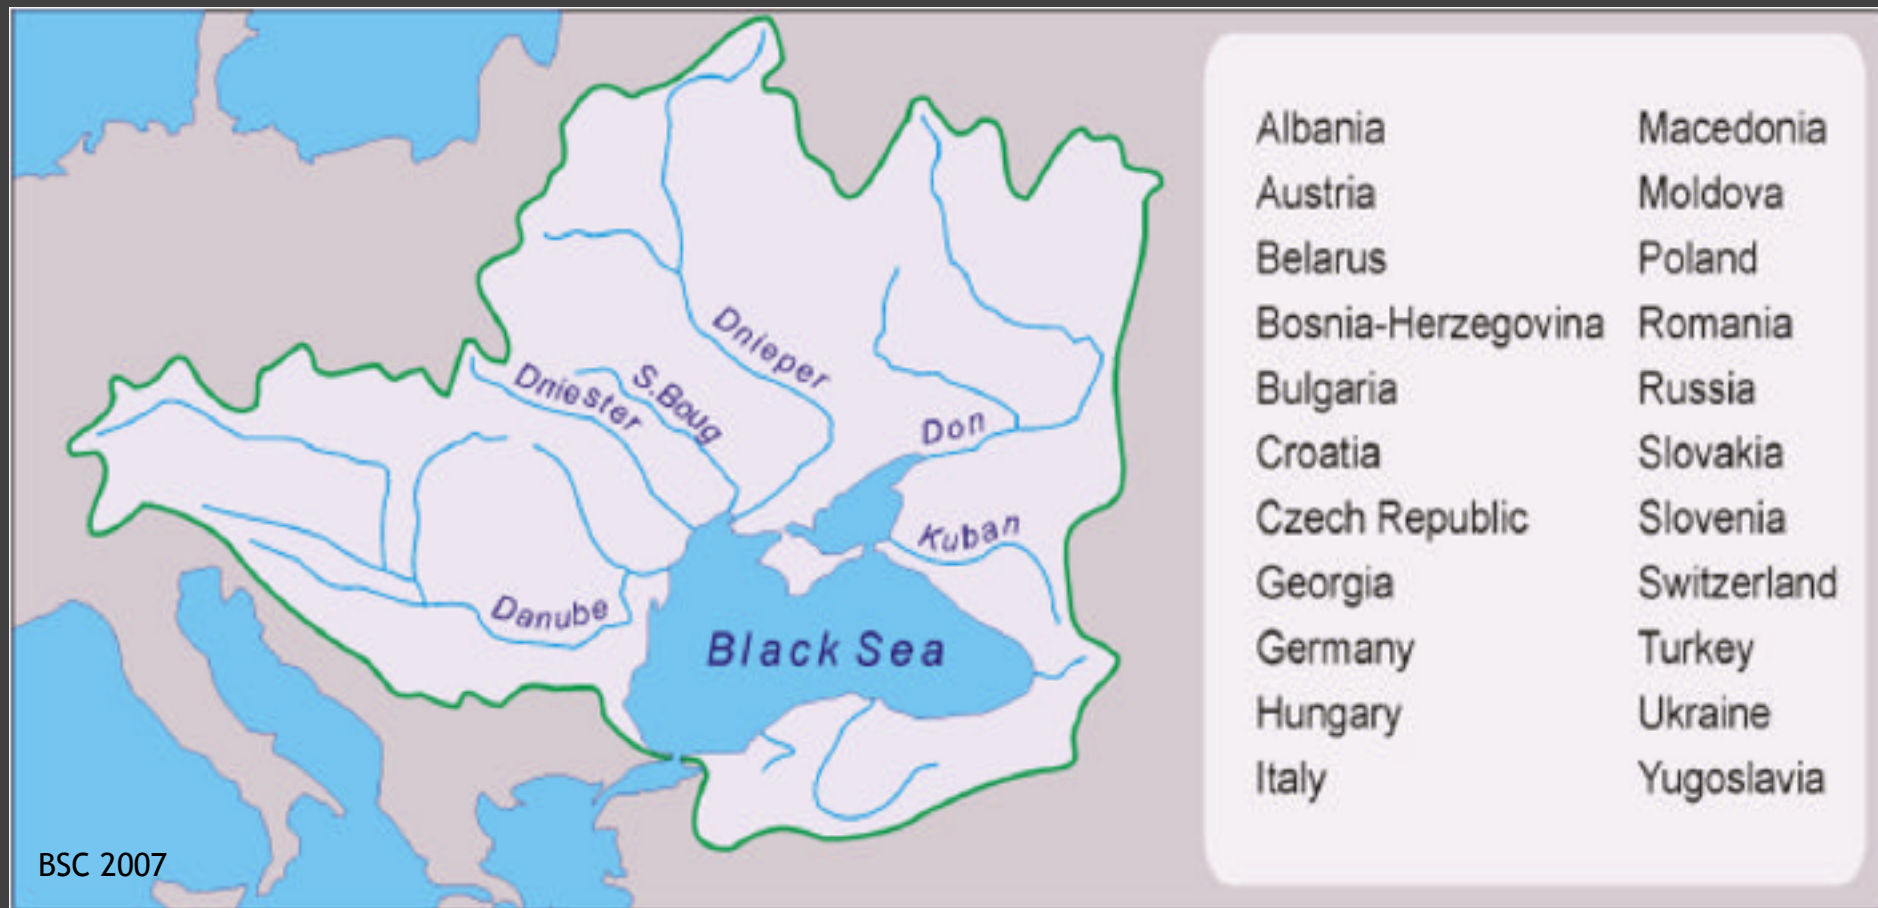 Dnieper
S.Boug
Dniester
Don
Kuban
Danube
Black Sea
BSC 2007
Albania
Austria
Belarus
Bosnia-Herzegovina
Bulgaria
Croatia
Czech Republic
Georgia
Germany
Hungary
Italy
Macedonia
Moldova
Poland
Romania
Russia
Slovakia
Slovenia
Switzerland
Turkey
Ukraine
Yugoslavia